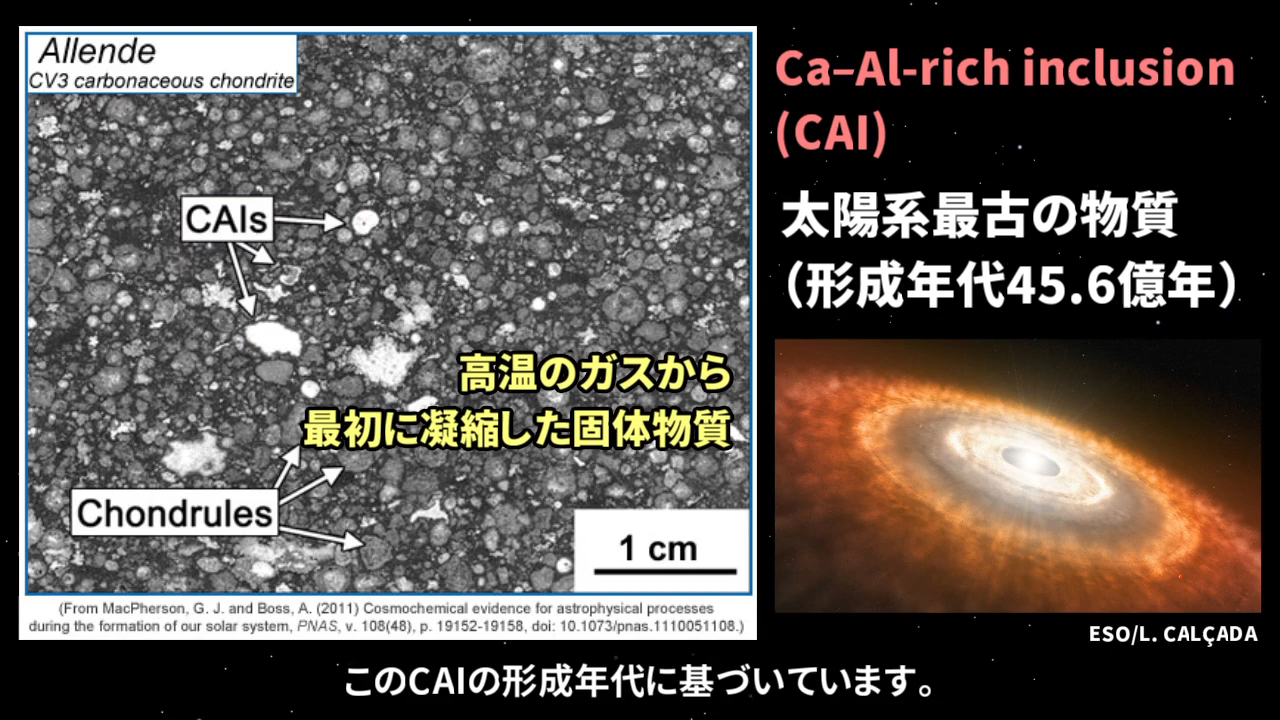 Allende
CV3 carbonaceous chondrite
CAIs
高温のガスから
最初に凝縮した固体物質
Chondrules
1 cm
(From MacPherson, G. J. and Boss, A. (2011) Cosmochemical evidence for astrophysical processes
during the formation of our solar system, PNAS, v. 108(48), p. 19152-19158, doi: 10.1073/pnas.1110051108.)
Ca–Al-rich inclusion
(CAI)
太陽系最古の物質
（形成年代45.6億年）
ESO/L. CALÇADA
このCAIの形成年代に基づいています。